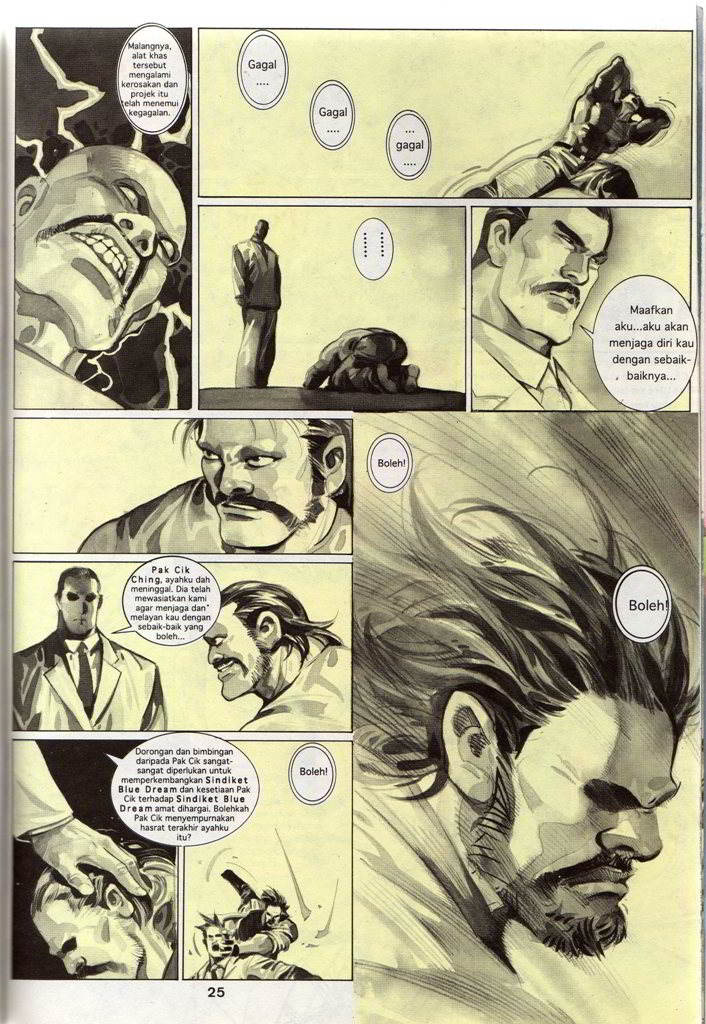 Malangnya,
alat khas
tersebut
mengalami
kerosakan dan
projek itu
telah menemui
kegagalan.
Gagal
....
Gagal
....
...
gagal
....
Maafkan
aku...aku akan
menjaga diri kau
dengan sebaik-
baiknya...
Pak Cik
Ching, ayahku dah
meninggal. Dia telah
mewasiatkan kami
agar menjaga dan
melayan kau dengan
sebaik-baik yang
boleh...
Dorongan dan bimbingan
daripada Pak Cik sangat-
sangat diperlukan untuk
memperkembangkan Sindiket
Blue Dream dan kesetiaan Pak
Cik terhadap Sindiket Blue
Dream amat dihargai. Bolehkah
Pak Cik menyempurnakan
hasrat terakhir ayahku
itu?
Boleh!
Boleh!
Boleh!
25